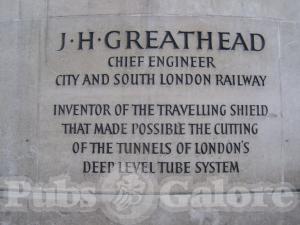 J·H·GREATHEAD
CHIEF ENGINEER
CITY AND SOUTH LONDON RAILWAY
INVENTOR OF THE TRAVELLING SHIELD
THAT MADE POSSIBLE THE CUTTING
OF THE TUNNELS OF LONDON'S
DEEP LEVEL TUBE SYSTEM
Pubs Galore